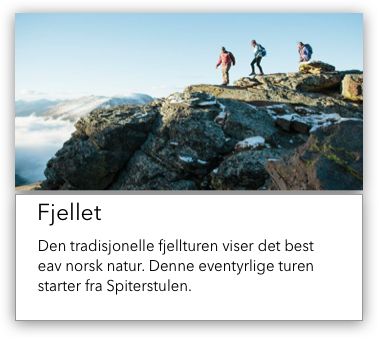 Fjellet
Den tradisjonelle fjellturen viser det best
eav norsk natur. Denne eventyrlige turen
starter fra Spiterstulen.